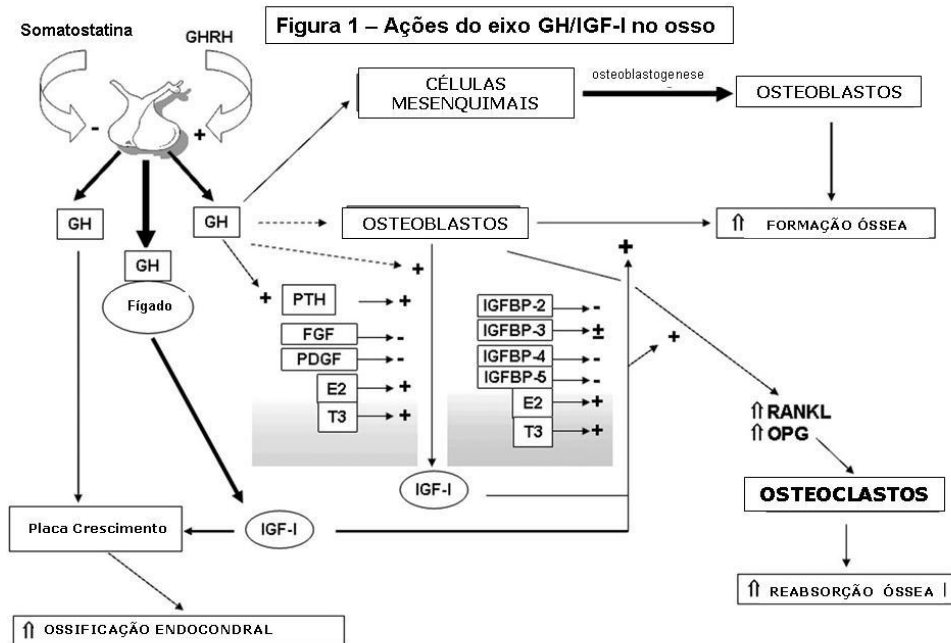 Figura 1 – Ações do eixo GH/IGF-I no osso
Somatostatina
GHRH
-
+
CÉLULAS
MESENQUIMAIS
osteoblastogenese
OSTEOBLASTOS
GH
GH
GH
Fígado
OSTEOBLASTOS
⇑ FORMAÇÃO ÓSSEA
+
+
+ PTH +
FGF -
PDGF -
E2 +
T3 +
IGFBP-2 -
IGFBP-3 ±
IGFBP-4 -
IGFBP-5 -
E2 +
T3 +
+
⇑ RANKL
⇑ OPG
IGF-I
OSTEOCLASTOS
Placa Crescimento
IGF-I
⇑ REABSORÇÃO ÓSSEA
⇑ OSSIFICAÇÃO ENDOCONDRAL